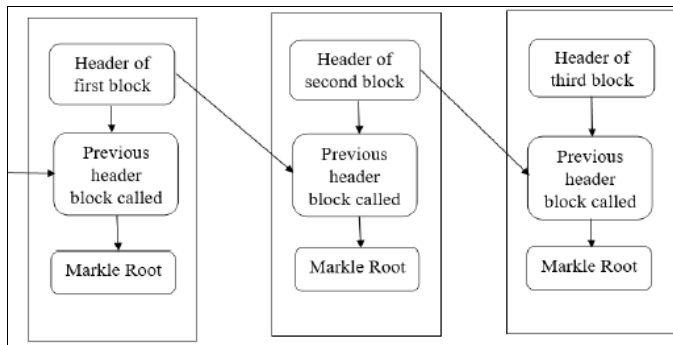 Header of
first block
Previous
header
block called
Markle Root
Header of
second block
Previous
header
block called
Markle Root
Header of
third block
Previous
header
block called
Markle Root